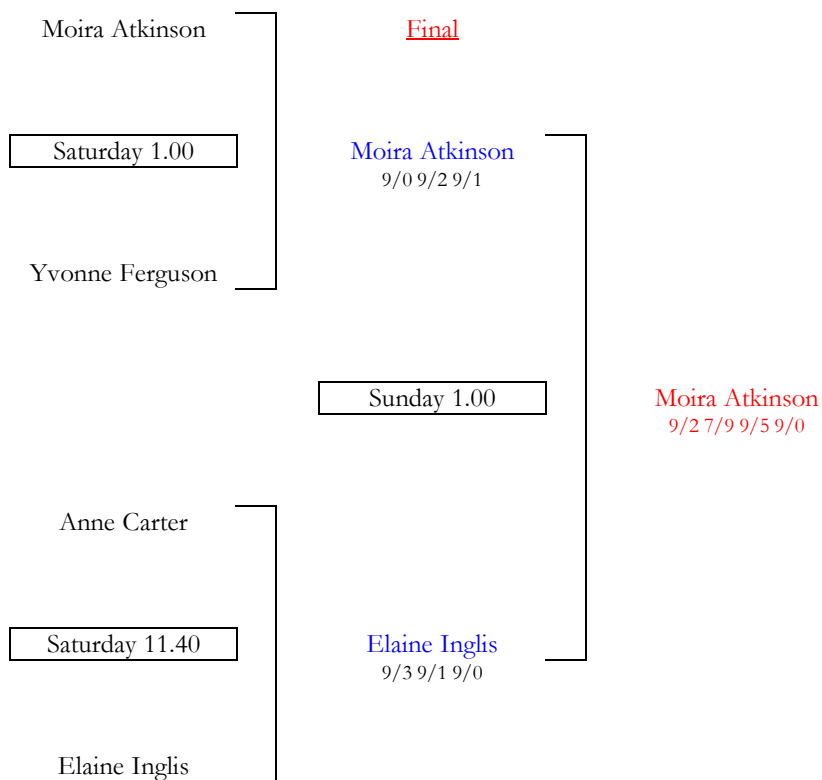 Moira Atkinson
Final
Saturday 1.00
Moira Atkinson
9/0 9/2 9/1
Yvonne Ferguson
Sunday 1.00
Moira Atkinson
9/2 7/9 9/5 9/0
Anne Carter
Saturday 11.40
Elaine Inglis
9/3 9/1 9/0
Elaine Inglis